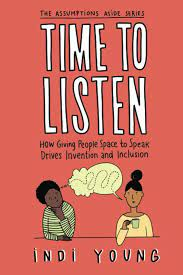 THE ASSUMPTIONS ASIDE SERIES
TIME TO
LISTEN
HOW Giving PEOPLE SPACE to SPEAK
DRIVES INVENTION and INCLUSION
iNDi YOUNG